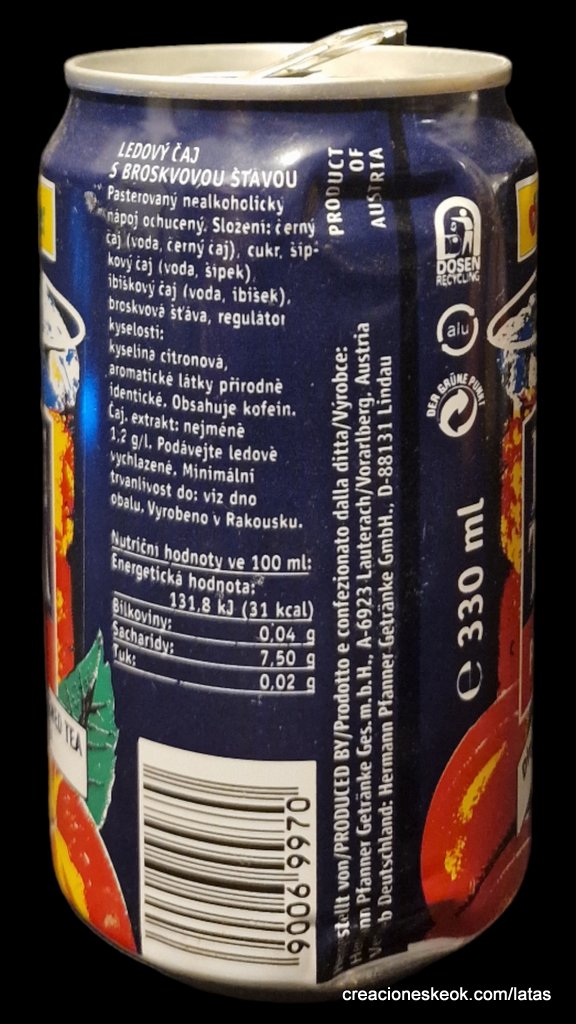 LEDOVÝ ČAJ
S BROSKVOVOU ŠŤÁVOU
Pasterovaný nealkoholický
nápoj ochucený. Složení: černý
čaj (voda, černý čaj), cukr, šíp-
kový čaj (voda, šípek),
ibiškový čaj (voda, ibišek),
broskvová šťáva, regulátor
kyselosti:
kyselina citronová,
aromatické látky přírodně
identické. Obsahuje kofein.
Čaj. extrakt: nejméně
1,2 g/l. Podávejte ledově
vychlazené. Minimální
trvanlivost do: viz dno
obalu. Vyrobeno v Rakousku.
Nutriční hodnoty ve 100 ml:
Energetická hodnota:
131,8 kJ (31 kcal)
Bílkoviny: 0,04 g
Sacharidy: 7,50 g
Tuk: 0,02 g
9006 9970
PRODUCT
OF
AUSTRIA
stellt von/PRODUCED BY/Prodotto e confezionato dalla ditta/Výrobce:
nn Pfanner Getränke Ges.m.b.H., A-6923 Lauterach/Vorarlberg, Austria
b Deutschland: Hermann Pfanner Getränke GmbH., D-88131 Lindau
DOSEN
RECYCLING
alu
DER GRÜNE PUNKT
e 330 ml
TEA
creacioneskeok.com/latas